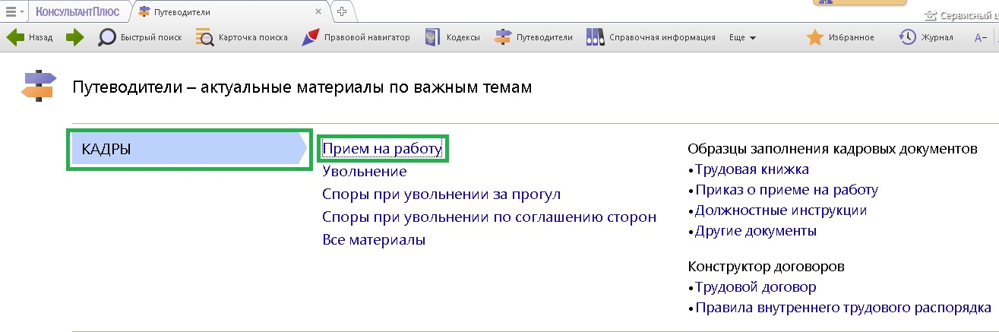 КонсультантПлюс
Путеводители
Сервисный
Назад
Быстрый поиск
Карточка поиска
Правовой навигатор
Кодексы
Путеводители
Справочная информация
Еще
Избранное
Журнал
А−
Путеводители – актуальные материалы по важным темам
КАДРЫ
Прием на работу
Увольнение
Споры при увольнении за прогул
Споры при увольнении по соглашению сторон
Все материалы
Образцы заполнения кадровых документов
•Трудовая книжка
•Приказ о приеме на работу
•Должностные инструкции
•Другие документы
Конструктор договоров
•Трудовой договор
•Правила внутреннего трудового распорядка